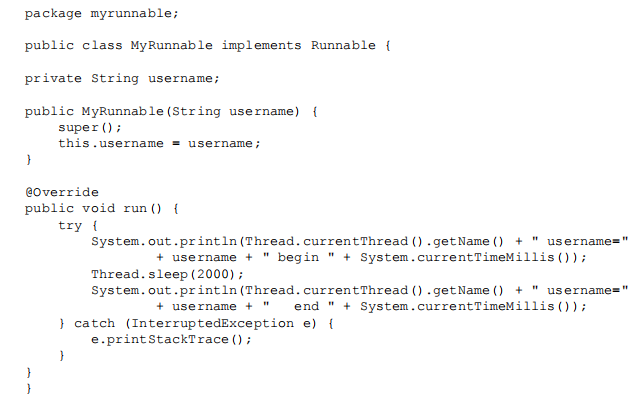 package myrunnable;
public class MyRunnable implements Runnable {
private String username;
public MyRunnable(String username) {
    super();
    this.username = username;
}
@Override
public void run() {
    try {
        System.out.println(Thread.currentThread().getName() + " username="
                + username + " begin " + System.currentTimeMillis());
        Thread.sleep(2000);
        System.out.println(Thread.currentThread().getName() + " username="
                + username + "   end " + System.currentTimeMillis());
    } catch (InterruptedException e) {
        e.printStackTrace();
    }
}
}